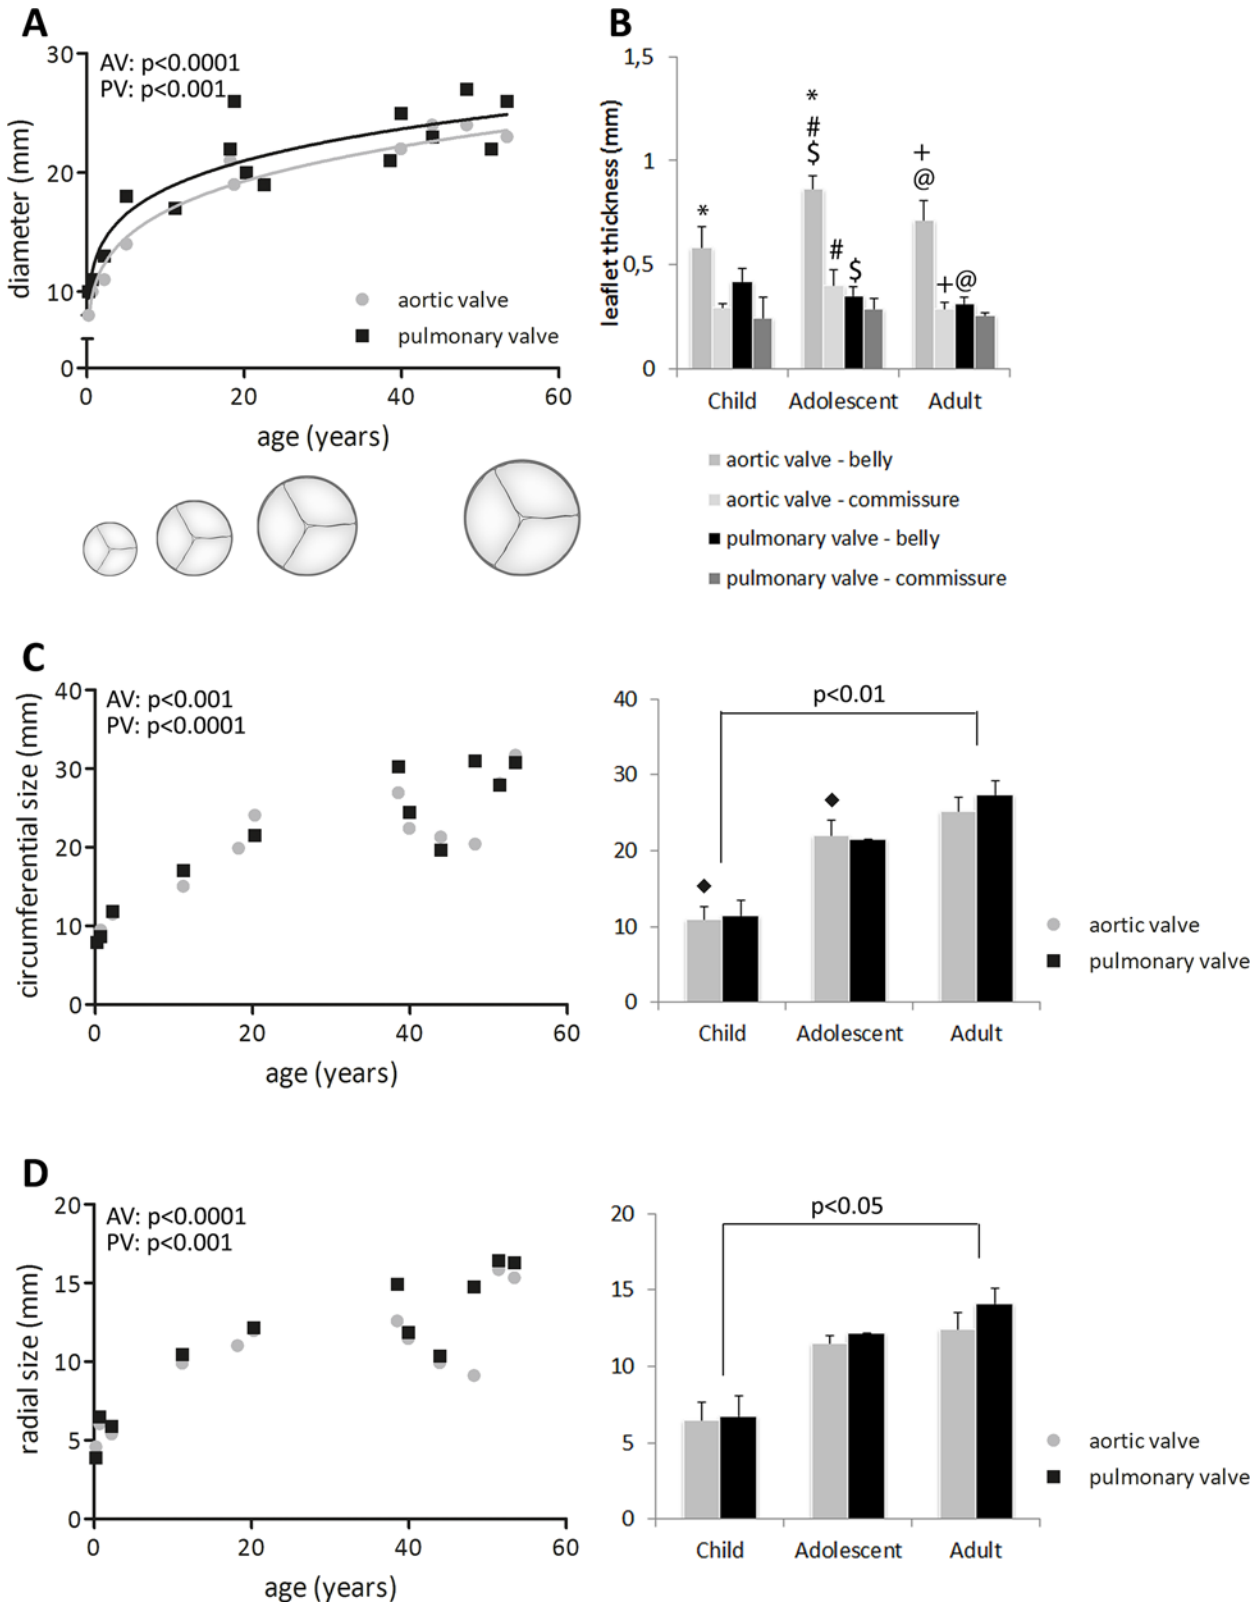 A
30
20
10
0
diameter (mm)
AV: p<0.0001
PV: p<0.001
aortic valve
pulmonary valve
0 20 40 60
age (years)
B
1,5
1
0,5
0
leaflet thickness (mm)
*
* # $
# $
+ @
+ @
Child Adolescent Adult
aortic valve - belly
aortic valve - commissure
pulmonary valve - belly
pulmonary valve - commissure
C
40
30
20
10
0
circumferential size (mm)
AV: p<0.001
PV: p<0.0001
0 20 40 60
age (years)
40
30
20
10
0
p<0.01
Child Adolescent Adult
aortic valve
pulmonary valve
D
20
15
10
5
0
radial size (mm)
AV: p<0.0001
PV: p<0.001
0 20 40 60
age (years)
20
15
10
5
0
p<0.05
Child Adolescent Adult
aortic valve
pulmonary valve